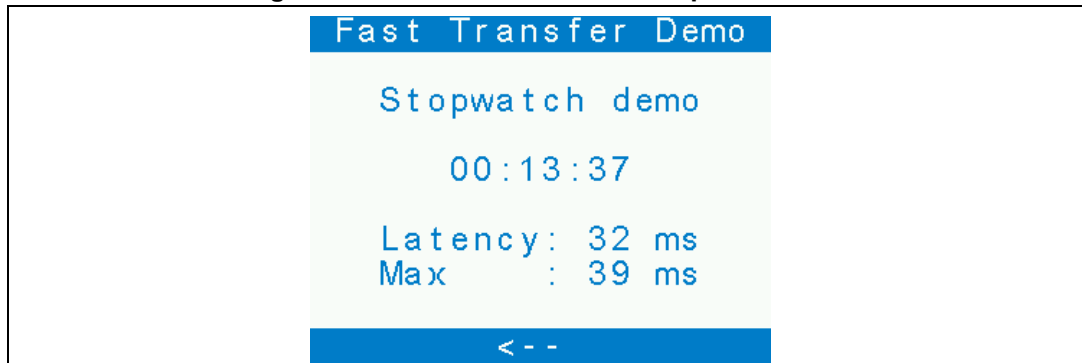 Fast Transfer Demo
Stopwatch demo
00:13:37
Latency: 32 ms
Max : 39 ms
<--